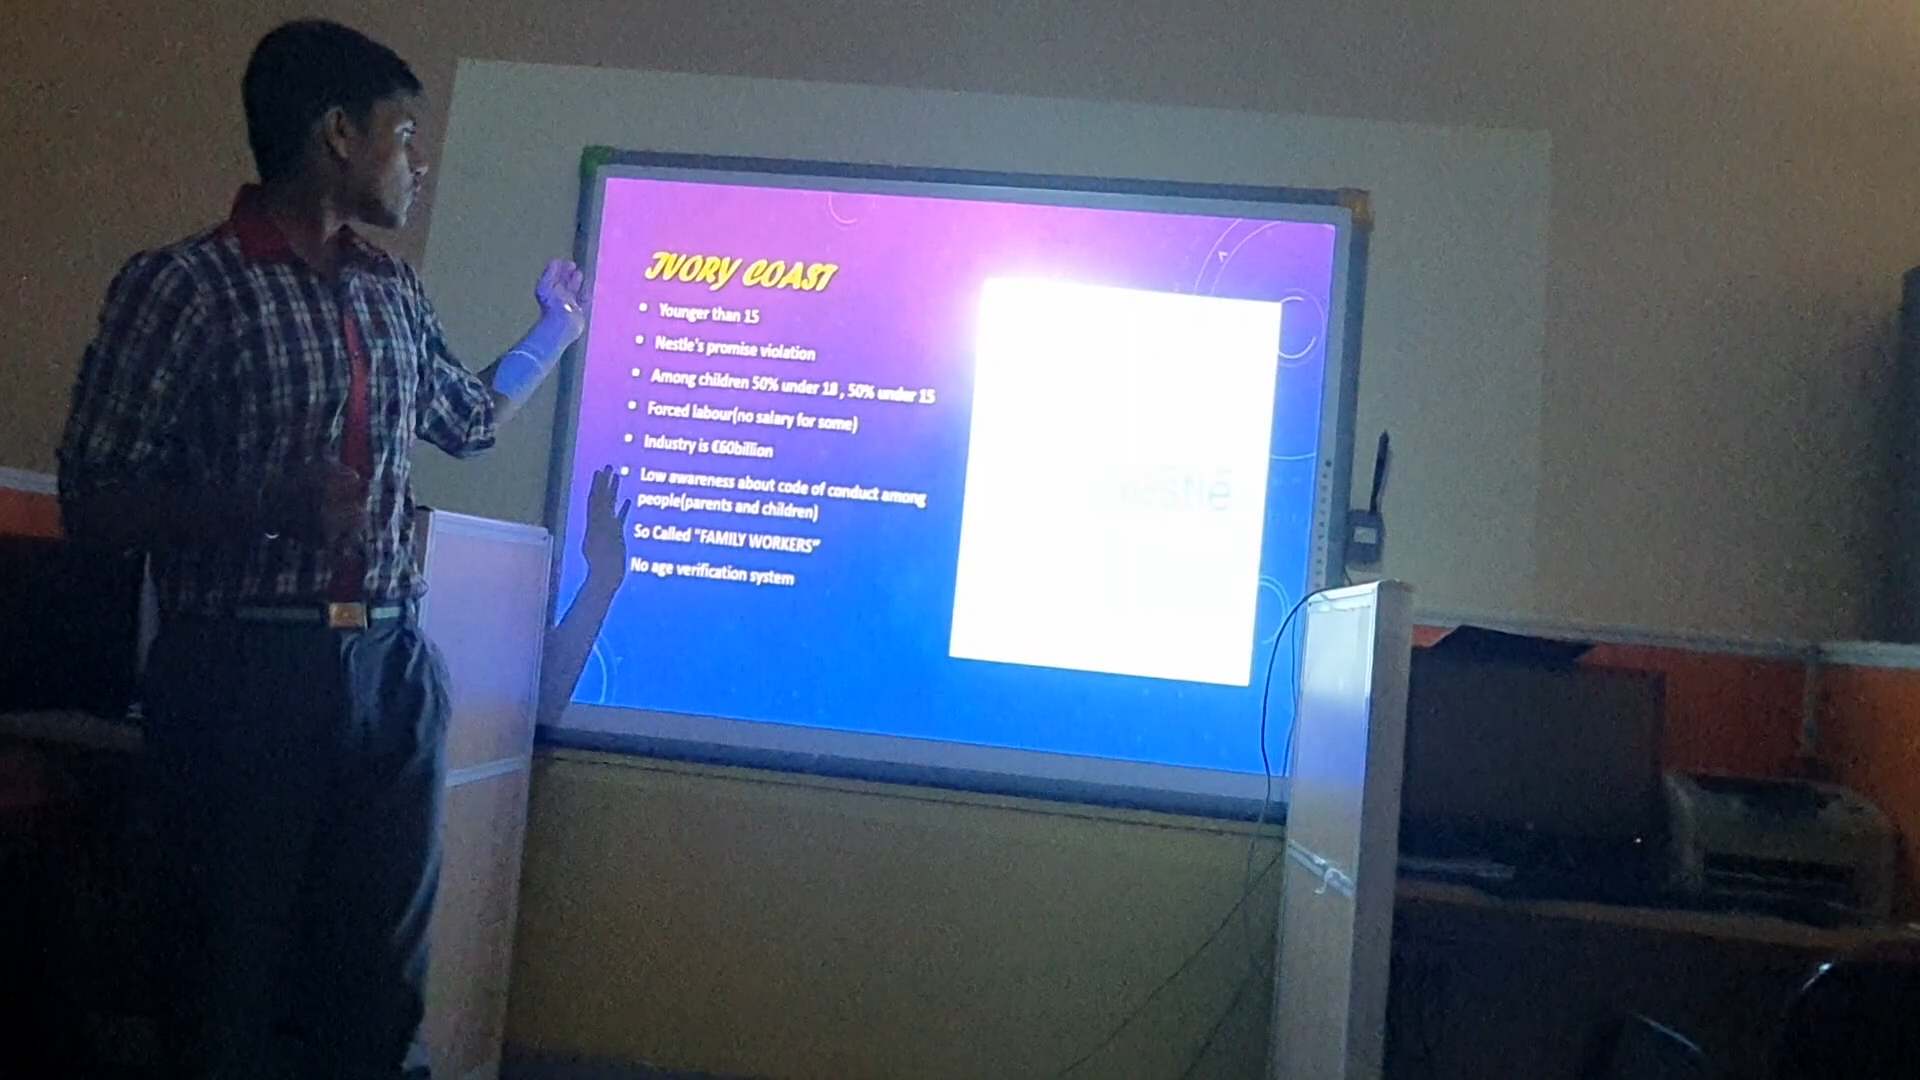 IVORY COAST
Younger than 15
Nestle's promise violation
Among children 50% under 18 , 50% under 15
Forced labour(no salary for some)
Industry is €60billion
Low awareness about code of conduct among
people(parents and children)
So Called "FAMILY WORKERS"
No age verification system
Nestlé